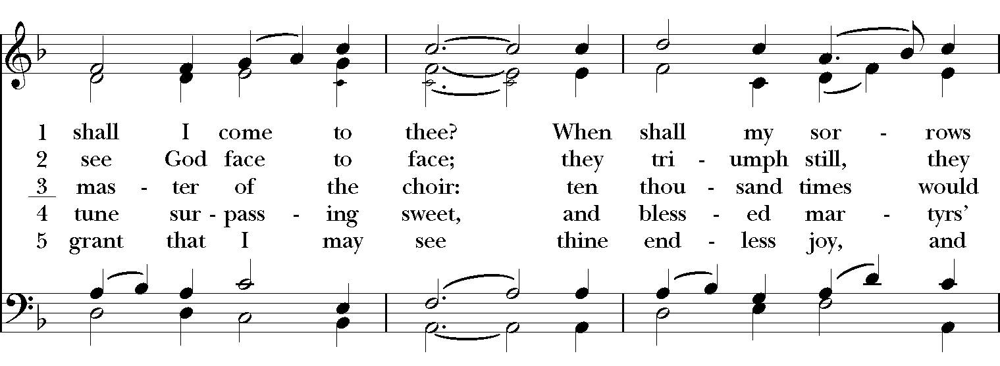 1 shall I come to thee? When shall my sor - rows
2 see God face to face; they tri - umph still, they
3 mas - ter of the choir: ten thou - sand times would
4 tune sur - pass - ing sweet, and bless - ed mar - tyrs’
5 grant that I may see thine end - less joy, and